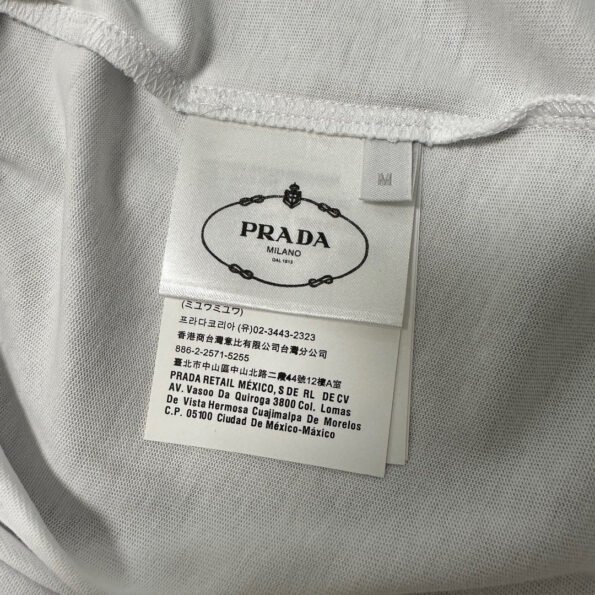 M
PRADA
MILANO
DAL 1913
(ミユウミユウ)
프라다코리아 (유)02-3443-2323
香港商台灣意比有限公司台灣分公司
886-2-2571-5255
臺北市中山區中山北路二段44號12樓A室
PRADA RETAIL MÉXICO, S DE RL DE CV
AV. Vasoo Da Quiroga 3800 Col. Lomas
De Vista Hermosa Cuajimalpa De Morelos
C.P. 05100 Ciudad De México-México